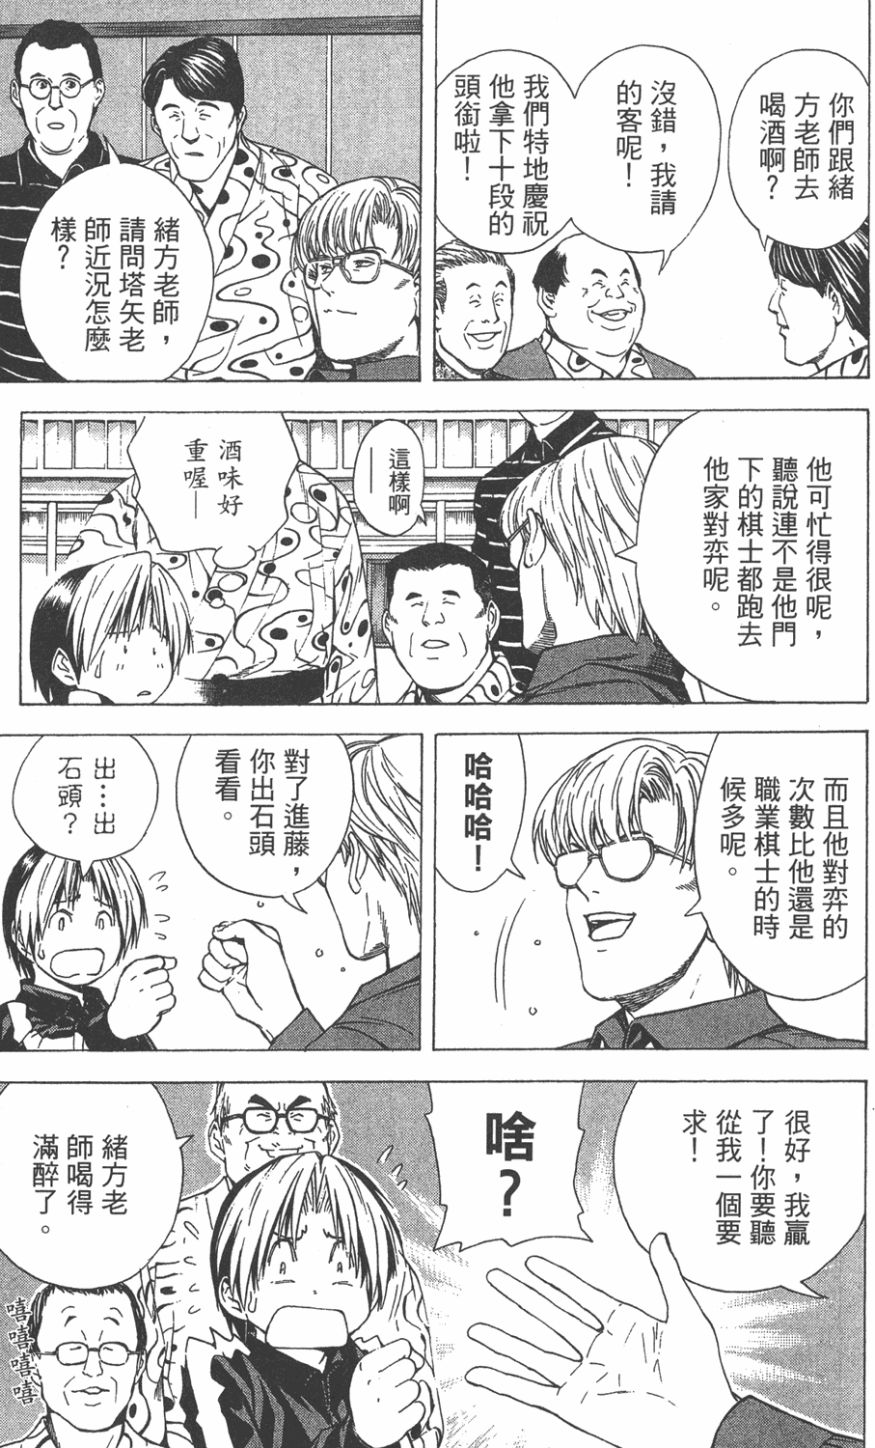 你們跟緒
方老師去
喝酒啊？
沒錯，我請
的客呢！
我們特地慶祝
他拿下十段的
頭銜啦！
緒方老師，
請問塔矢老
師近況怎麼
樣？
他可忙得很呢，
聽說連不是他門
下的棋士都跑去
他家對弈呢。
這樣啊
──
酒味好
重喔─
而且他對弈的
次數比他還是
職業棋士的時
候多呢。
哈哈哈！
對了進藤，
你出石頭
看看。
出…出
石頭？
很好，我贏
了！你要聽
從我一個要
求！
啥？
緒方老
師喝得
滿醉了。
嘻嘻嘻嘻